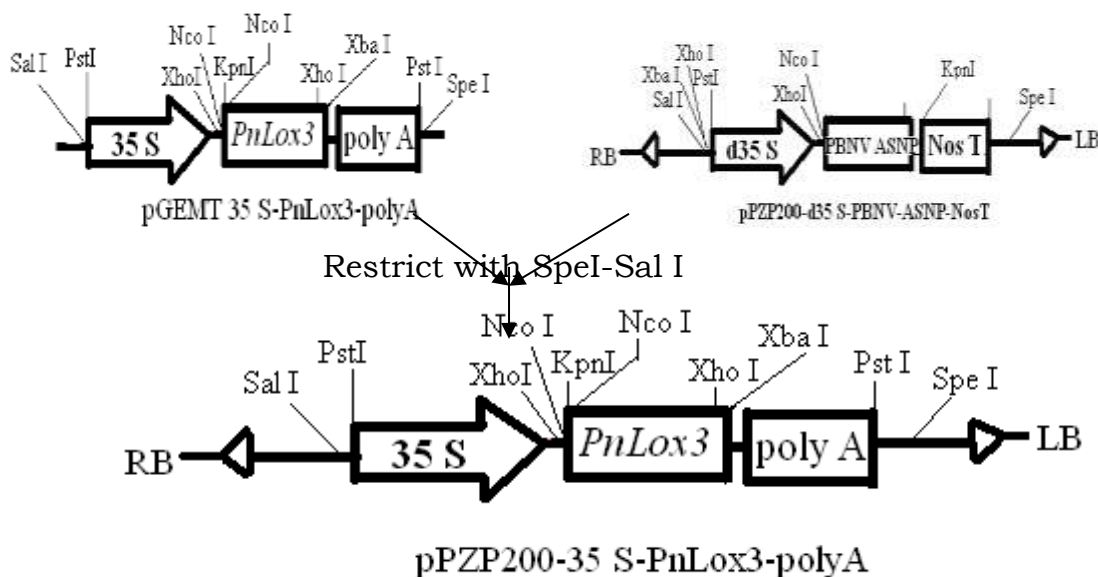 Nco I
Nco I
Xba I
Sal I
PstI
XhoI
KpnI
Xho I
Pst I
Spe I
35 S
PnLox3
poly A
pGEMT 35 S-PnLox3-polyA
Xho I
Xba I
PstI
Sal I
Nco I
XhoI
KpnI
Spe I
RB
d35 S
PBNV ASNP
Nos T
LB
pPZP200-d35 S-PBNV-ASNP-NosT
Restrict with SpeI-Sal I
Nco I
Nco I
Xba I
PstI
KpnI
Sal I
XhoI
Xho I
Pst I
Spe I
RB
35 S
PnLox3
poly A
LB
pPZP200-35 S-PnLox3-polyA